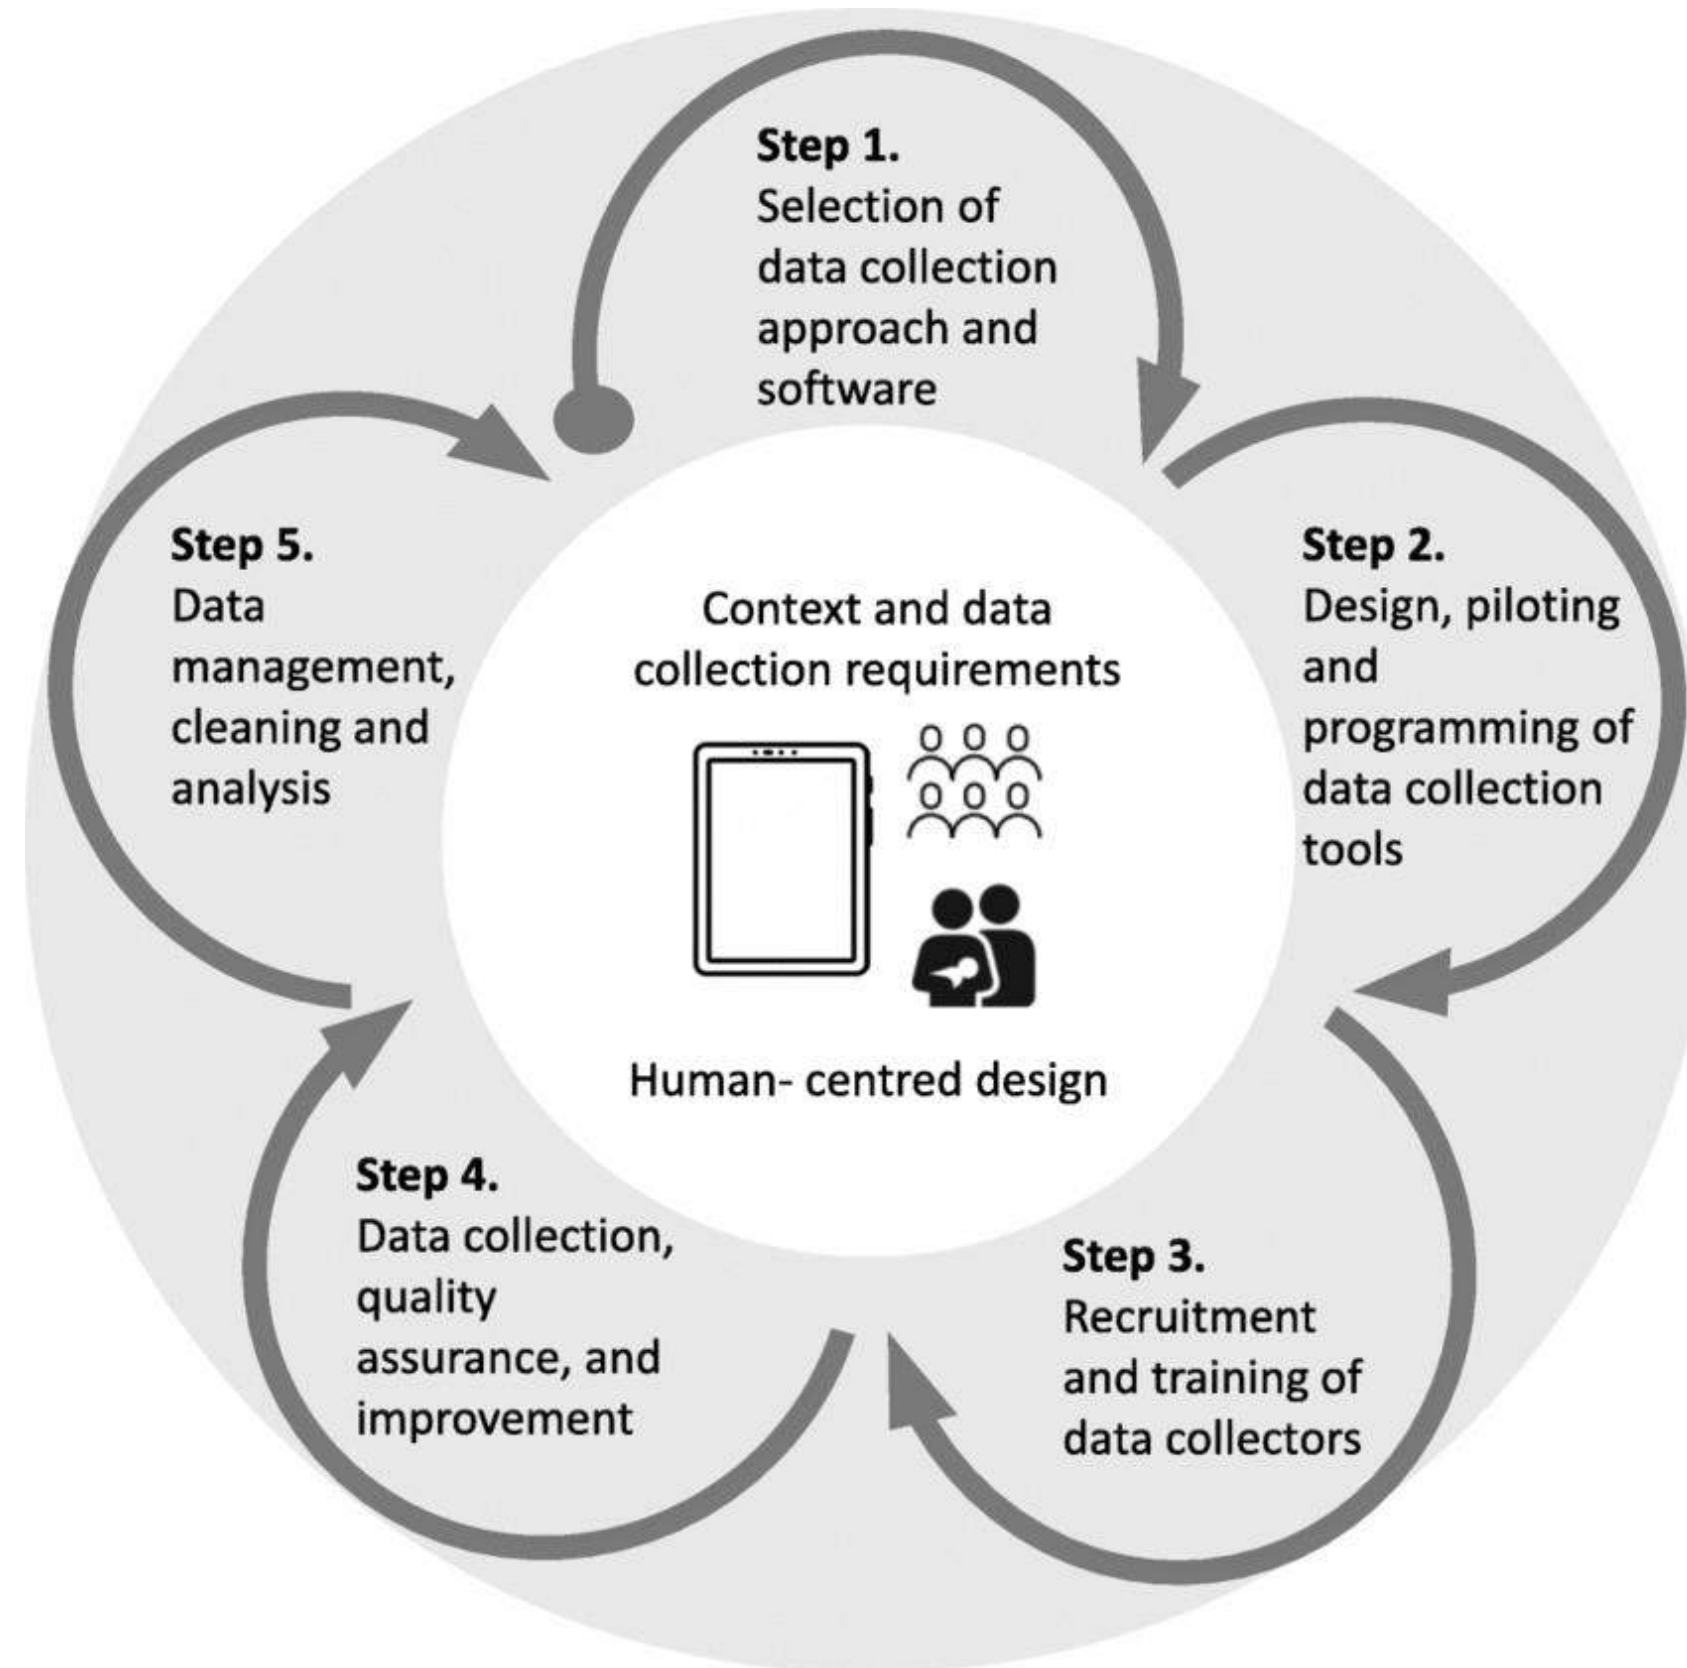 Step 1.
Selection of
data collection
approach and
software
Step 2.
Design, piloting
and
programming of
data collection
tools
Step 3.
Recruitment
and training of
data collectors
Step 4.
Data collection,
quality
assurance, and
improvement
Step 5.
Data
management,
cleaning and
analysis
Context and data
collection requirements
Human- centred design